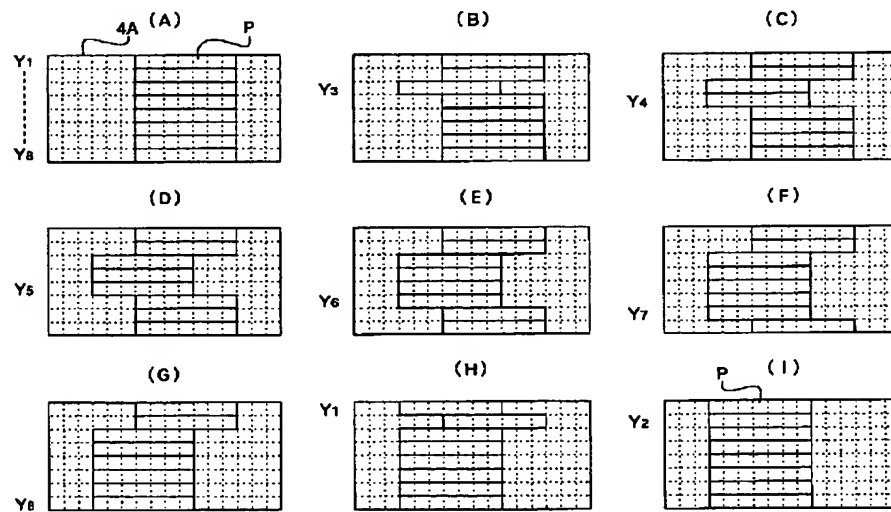 (A) (B) (C)
4A P
Y1 Y3 Y4
Y8
(D) (E) (F)
Y5 Y6 Y7
(G) (H) (I)
P
Y1 Y2
Y8